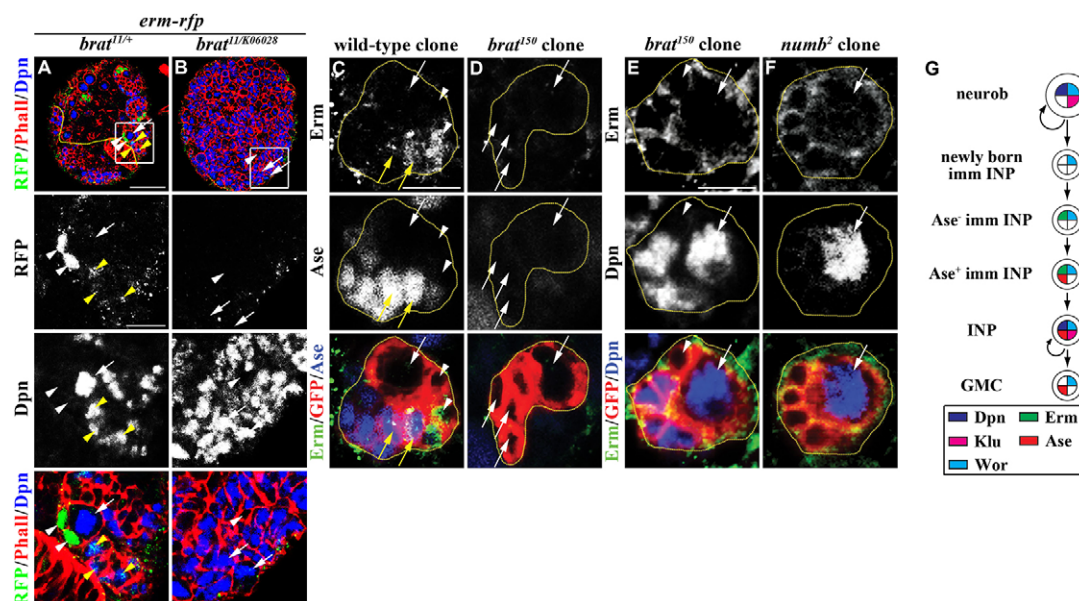 erm-rfp
brat11/+
brat11/K06028
wild-type clone
brat150 clone
brat150 clone
numb2 clone
A
B
C
D
E
F
G
RFP/Phall/Dpn
RFP
Dpn
RFP/Phall/Dpn
Erm
Ase
Erm/GFP/Ase
Erm
Dpn
Erm/GFP/Dpn
neurob
newly born
imm INP
Ase- imm INP
Ase+ imm INP
INP
GMC
Dpn
Erm
Klu
Ase
Wor